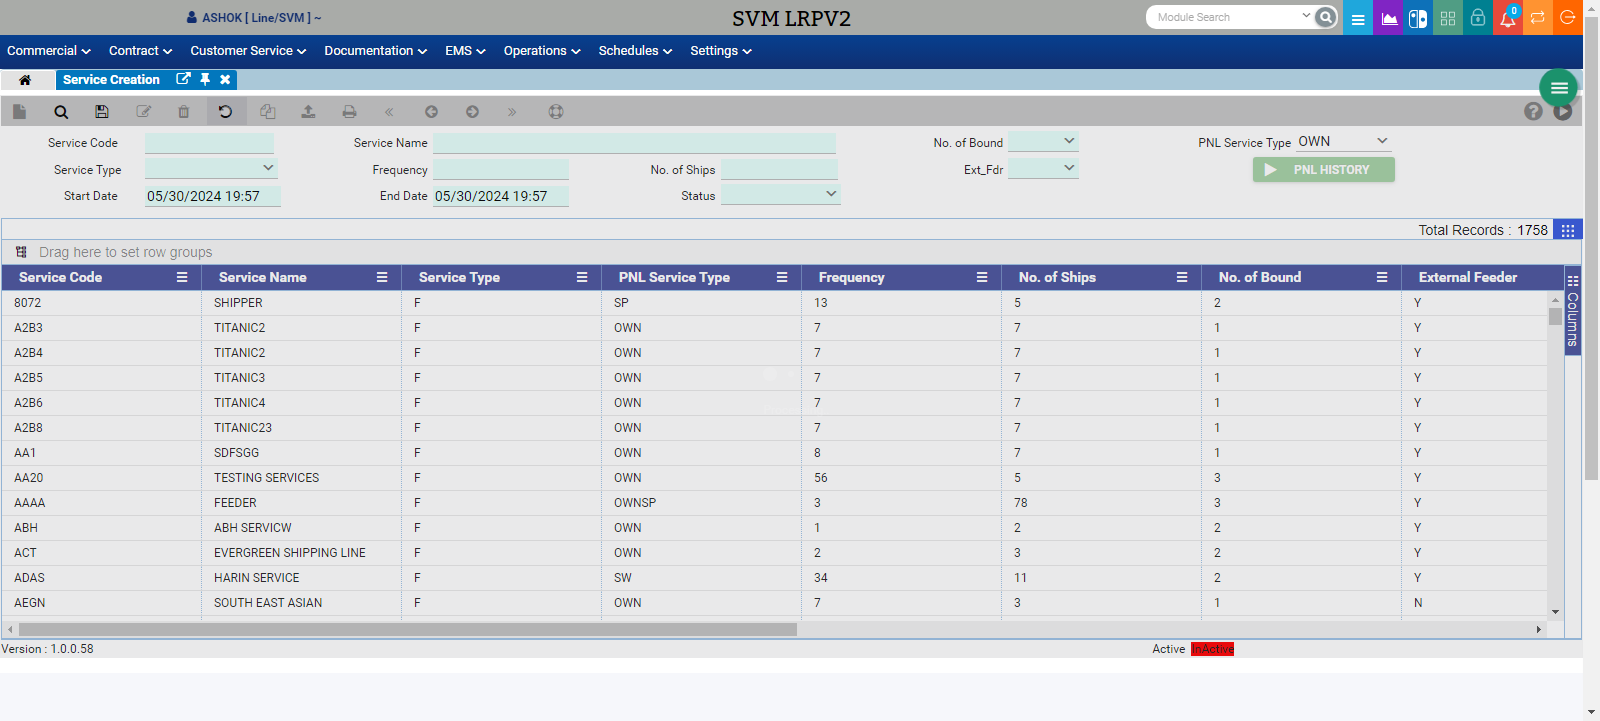 ASHOK [ Line/SVM ] ~ SVM LRPV2 Module Search 0
Commercial Contract Customer Service Documentation EMS Operations Schedules Settings
Service Creation
Service Code Service Name No. of Bound PNL Service Type OWN
Service Type Frequency No. of Ships Ext_Fdr PNL HISTORY
Start Date 05/30/2024 19:57 End Date 05/30/2024 19:57 Status
Total Records : 1758
Drag here to set row groups
Service Code Service Name Service Type PNL Service Type Frequency No. of Ships No. of Bound External Feeder Columns
8072 SHIPPER F SP 13 5 2 Y
A2B3 TITANIC2 F OWN 7 7 1 Y
A2B4 TITANIC2 F OWN 7 7 1 Y
A2B5 TITANIC3 F OWN 7 7 1 Y
A2B6 TITANIC4 F OWN 7 7 1 Y
A2B8 TITANIC23 F OWN 7 7 1 Y
AA1 SDFSGG F OWN 8 7 1 Y
AA20 TESTING SERVICES F OWN 56 5 3 Y
AAAA FEEDER F OWNSP 3 78 3 Y
ABH ABH SERVICW F OWN 1 2 2 Y
ACT EVERGREEN SHIPPING LINE F OWN 2 3 2 Y
ADAS HARIN SERVICE F SW 34 11 2 Y
AEGN SOUTH EAST ASIAN F OWN 7 3 1 N
Version : 1.0.0.58 Active InActive